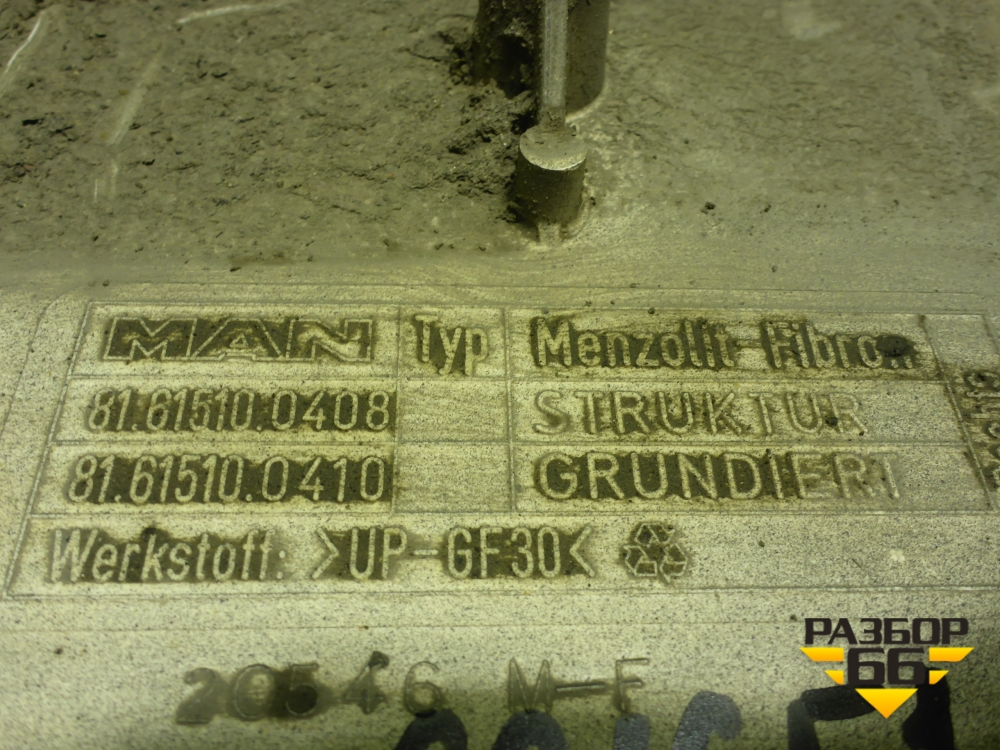 MAN Typ Menzolit-Fibron
81.61510.0408 STRUKTUR
81.61510.0410 GRUNDIERT
Werkstoff: >UP-GF30<
20546 M-F
РАЗБОР
66